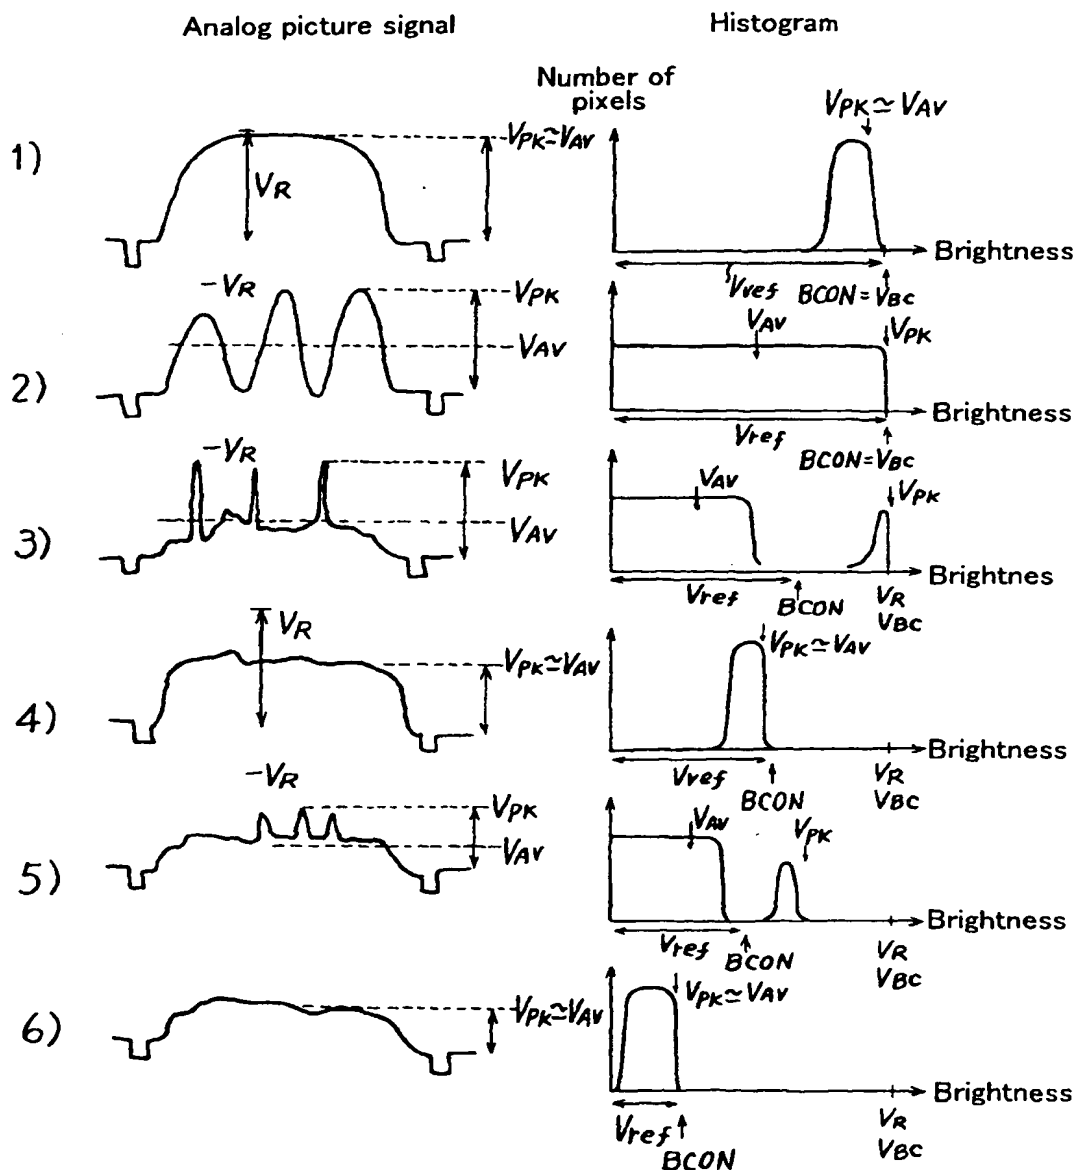 Analog picture signal
Histogram
Number of
pixels
1)
VR
VPK≃VAV
VPK≃VAV
Brightness
Vref
BCON=VBC
2)
-VR
VPK
VAV
VAV
VPK
Brightness
Vref
BCON=VBC
3)
-VR
VPK
VAV
VAV
VPK
Brightnes
Vref
BCON
VR
VBC
4)
VR
VPK≃VAV
VPK≃VAV
Brightness
Vref
BCON
VR
VBC
5)
-VR
VPK
VAV
VAV
VPK
Brightness
Vref
BCON
VR
VBC
6)
VPK≃VAV
VPK≃VAV
Brightness
Vref
BCON
VR
VBC